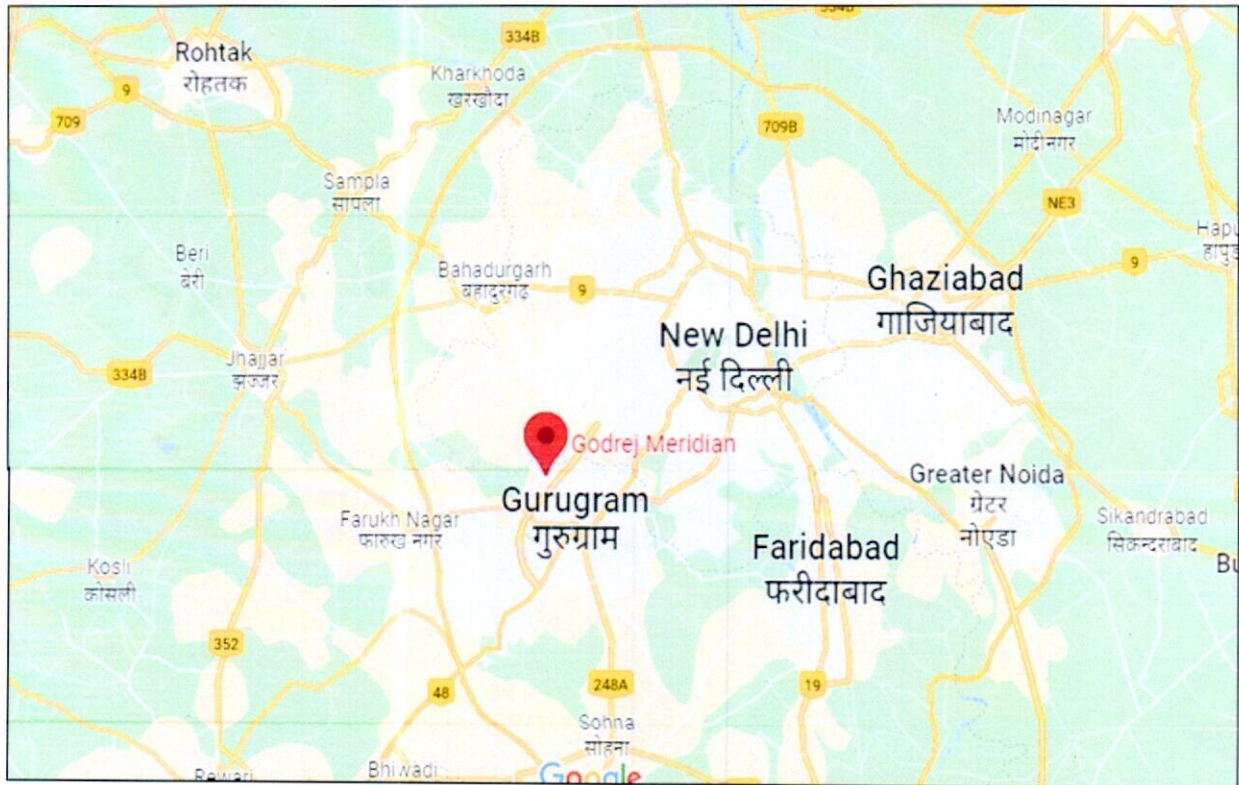 334B
334B
Rohtak
रोहतक
Kharkhoda
खरखौदा
9
709
709B
Modinagar
मोदीनगर
Sampla
सांपला
NE3
Beri
बेरी
Bahadurgarh
बहादुरगढ़
9
9
Ghaziabad
गाजियाबाद
New Delhi
नई दिल्ली
334B
Jhajjar
झज्जर
Godrej Meridian
Gurugram
गुरुग्राम
Farukh Nagar
फारुख नगर
Greater Noida
ग्रेटर
नोएडा
Sikandrabad
सिकन्दराबाद
Faridabad
फरीदाबाद
Kosli
कोसली
352
48
248A
19
Sohna
सोहना
Rewari
Bhiwadi
Google